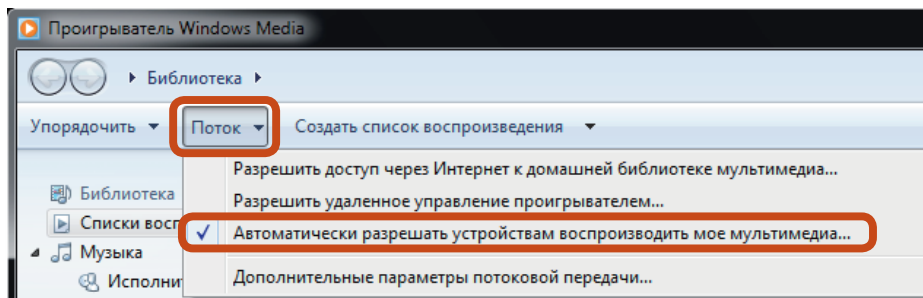 Проигрыватель Windows Media
Библиотека
Упорядочить Поток Создать список воспроизведения
Разрешить доступ через Интернет к домашней библиотеке мультимедиа...
Библиотека
Разрешить удаленное управление проигрывателем...
Списки восп
Автоматически разрешать устройствам воспроизводить мое мультимедиа...
Музыка
Дополнительные параметры потоковой передачи...
Исполнит